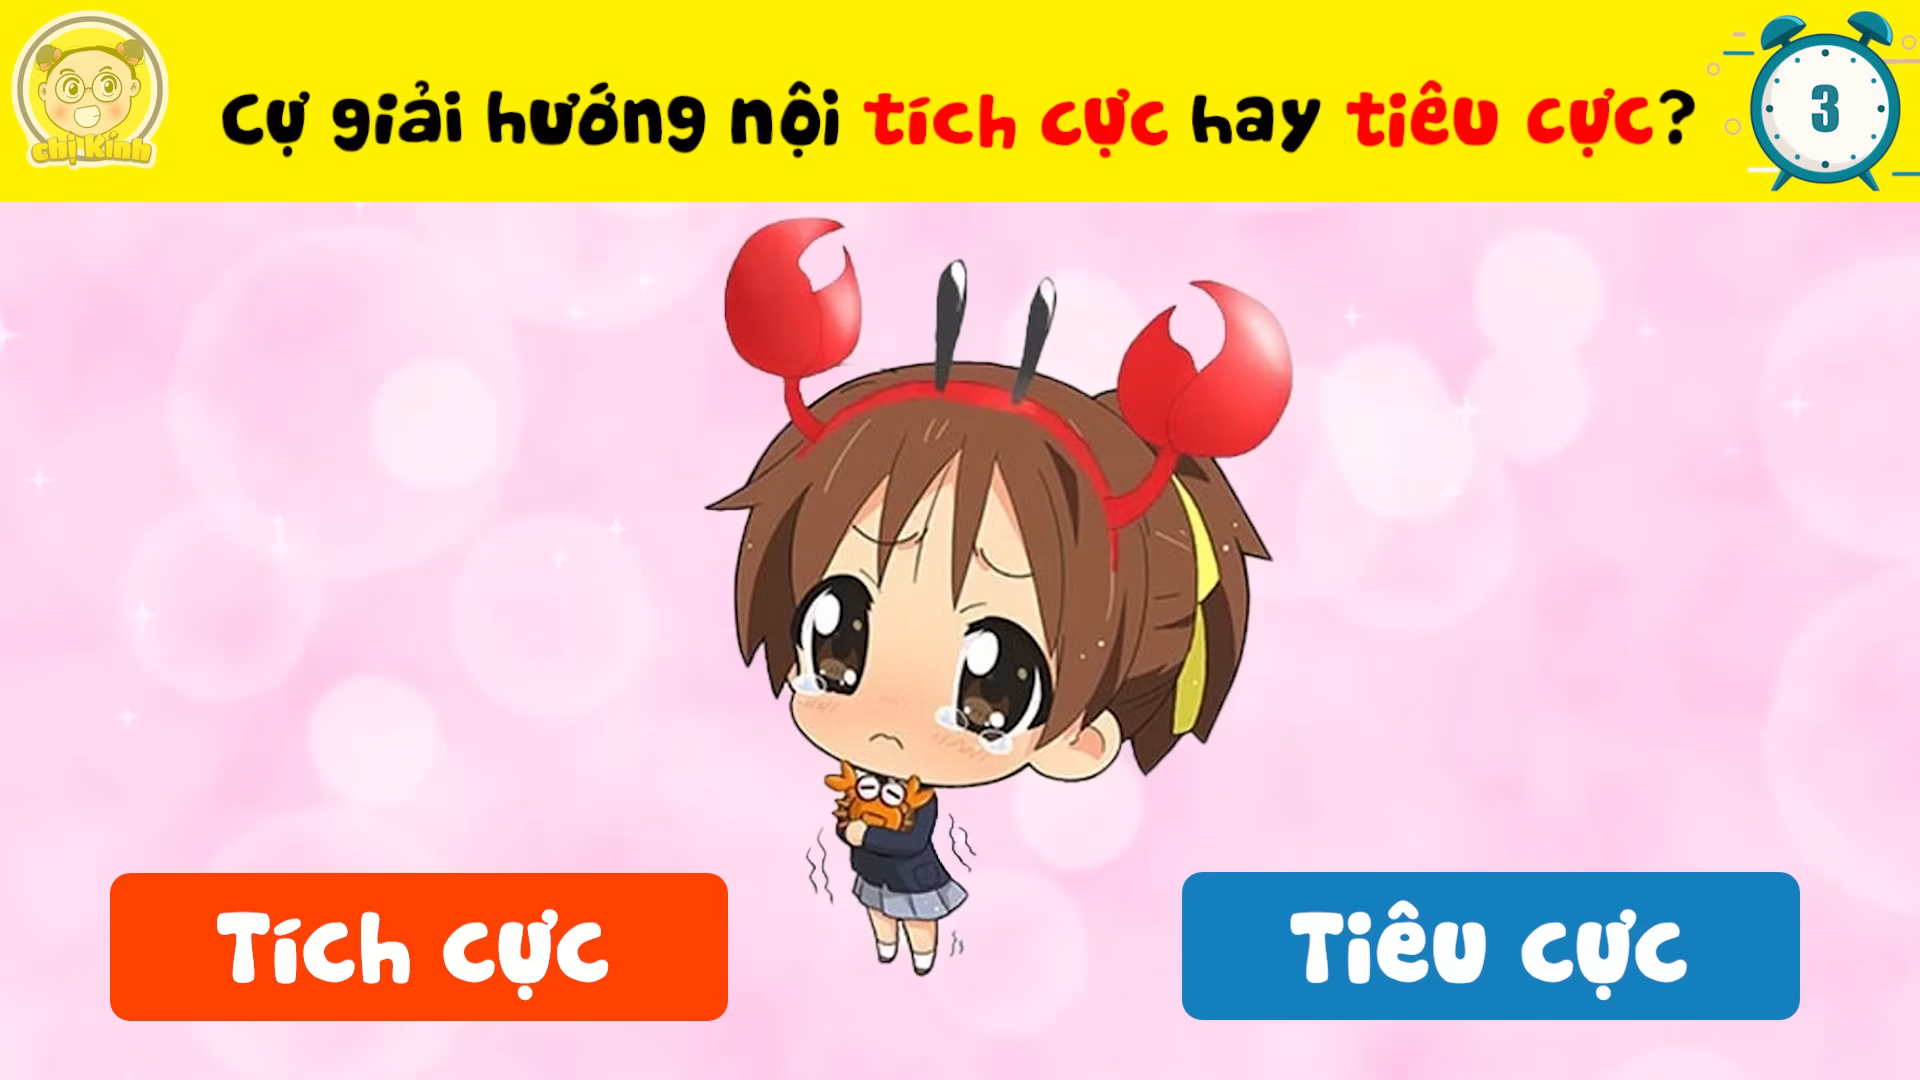 chị Kính
Cự giải hướng nội tích cực hay tiêu cực?
3
Tích cực
Tiêu cực